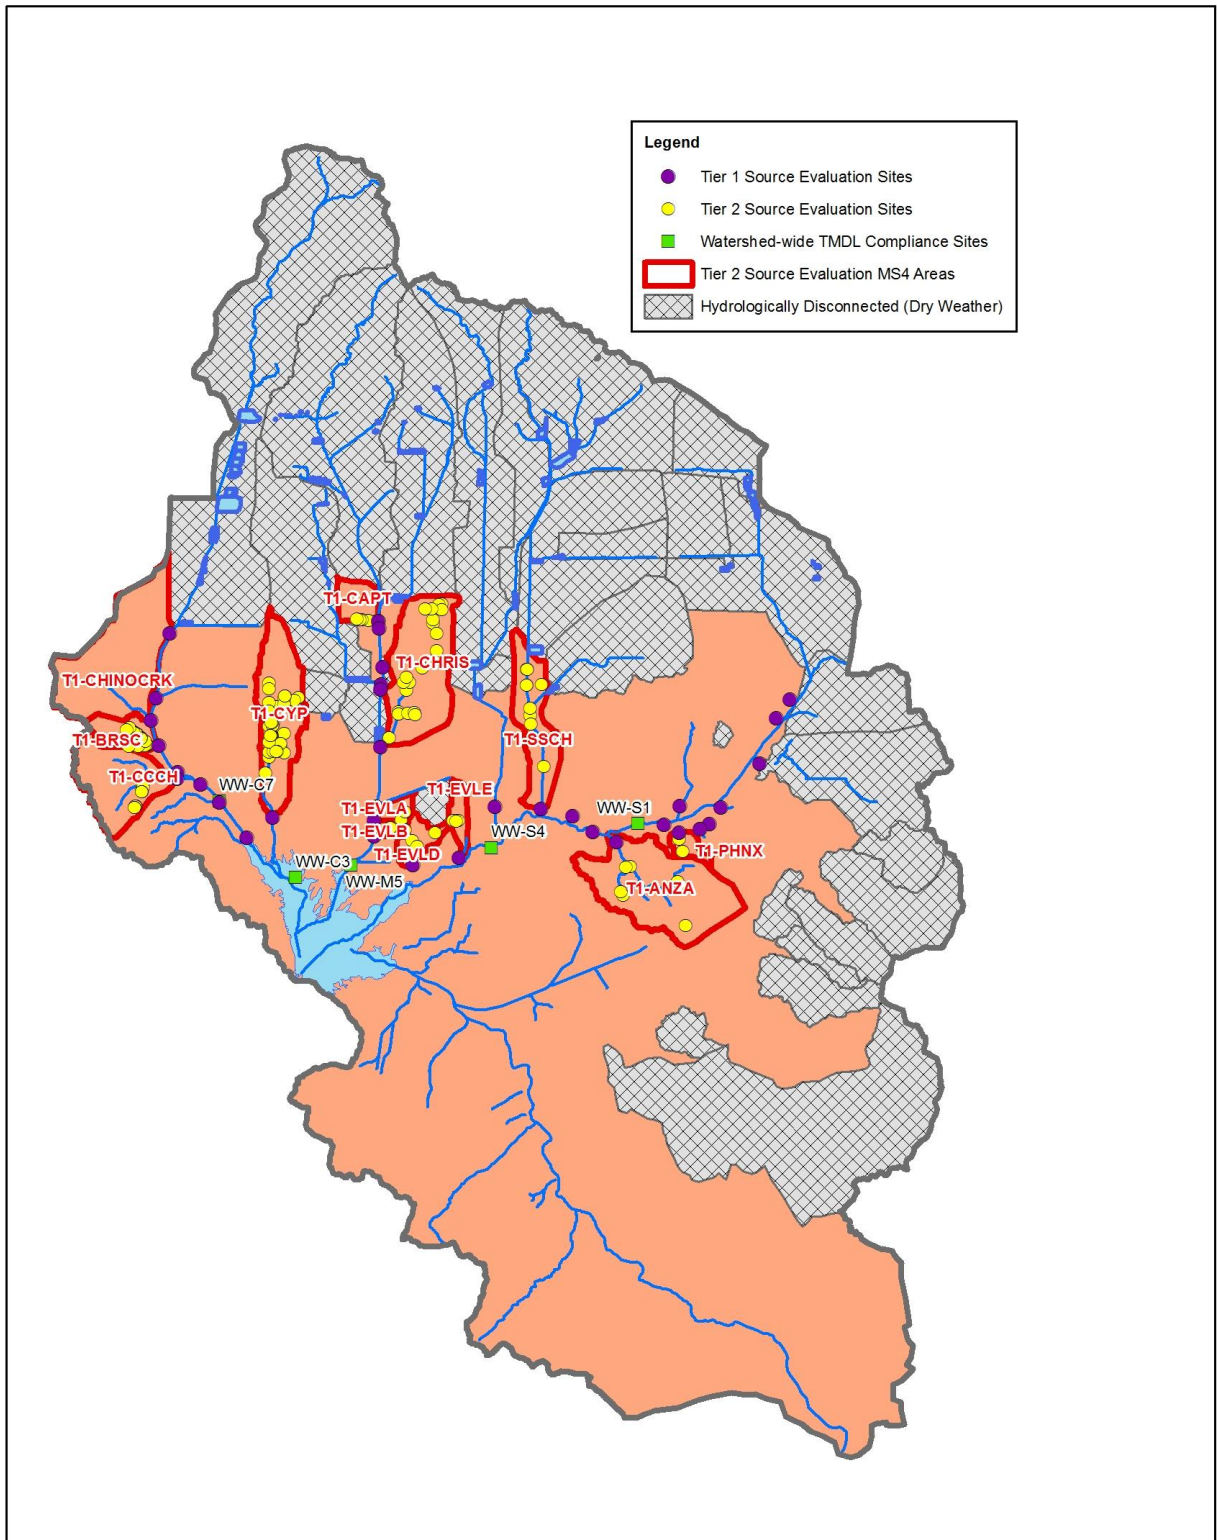 Legend
Tier 1 Source Evaluation Sites
Tier 2 Source Evaluation Sites
Watershed-wide TMDL Compliance Sites
Tier 2 Source Evaluation MS4 Areas
Hydrologically Disconnected (Dry Weather)
T1-CAPT
T1-CHRIS
T1-CHINOCRK
T1-CYP
T1-BRSC
T1-SSCH
T1-CCCH
WW-C7
T1-EVLE
T1-EVLA
WW-S1
T1-EVLB
WW-S4
T1-EVLD
T1-PHNX
WW-C3
WW-M5
T1-ANZA